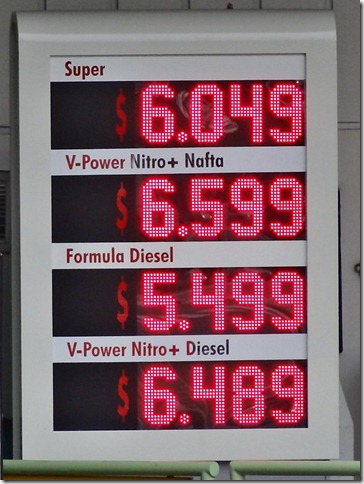 Super
$ 6.049
V-Power Nitro+ Nafta
$ 6.599
Formula Diesel
$ 5.499
V-Power Nitro+ Diesel
$ 6.489